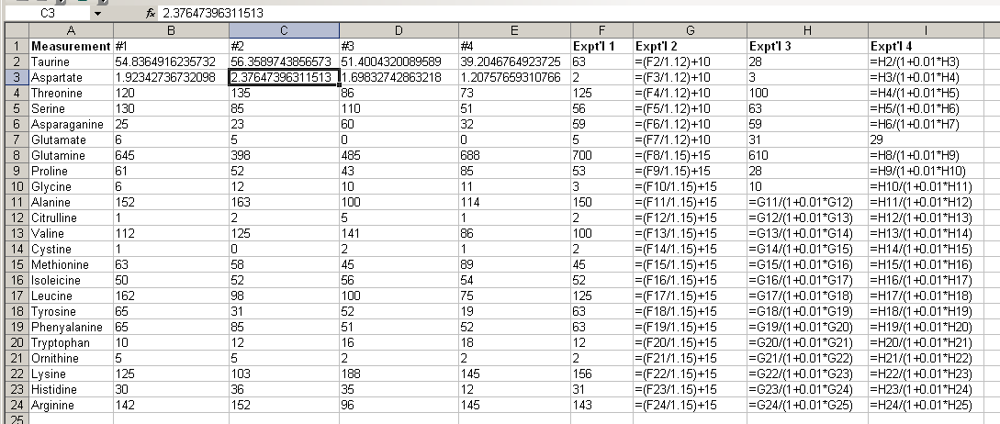 C3 fx 2.37647396311513
A B C D E F G H I
1 Measurement #1 #2 #3 #4 Expt'l 1 Expt'l 2 Expt'l 3 Expt'l 4
2 Taurine 54.8364916235732 56.3589743856573 51.4004320089589 39.2046764923725 63 =(F2/1.12)+10 28 =H2/(1+0.01*H3)
3 Aspartate 1.92342736732098 2.37647396311513 1.69832742863218 1.20757659310766 2 =(F3/1.12)+10 3 =H3/(1+0.01*H4)
4 Threonine 120 135 86 73 125 =(F4/1.12)+10 100 =H4/(1+0.01*H5)
5 Serine 130 85 110 51 56 =(F5/1.12)+10 63 =H5/(1+0.01*H6)
6 Asparaganine 25 23 60 32 59 =(F6/1.12)+10 59 =H6/(1+0.01*H7)
7 Glutamate 6 5 0 0 5 =(F7/1.12)+10 31 29
8 Glutamine 645 398 485 688 700 =(F8/1.15)+15 610 =H8/(1+0.01*H9)
9 Proline 61 52 43 85 53 =(F9/1.15)+15 28 =H9/(1+0.01*H10)
10 Glycine 6 12 10 11 3 =(F10/1.15)+15 10 =H10/(1+0.01*H11)
11 Alanine 152 163 100 114 150 =(F11/1.15)+15 =G11/(1+0.01*G12) =H11/(1+0.01*H12)
12 Citrulline 1 2 5 1 2 =(F12/1.15)+15 =G12/(1+0.01*G13) =H12/(1+0.01*H13)
13 Valine 112 125 141 86 100 =(F13/1.15)+15 =G13/(1+0.01*G14) =H13/(1+0.01*H14)
14 Cystine 1 0 2 1 2 =(F14/1.15)+15 =G14/(1+0.01*G15) =H14/(1+0.01*H15)
15 Methionine 63 58 45 89 45 =(F15/1.15)+15 =G15/(1+0.01*G16) =H15/(1+0.01*H16)
16 Isoleicine 50 52 56 54 52 =(F16/1.15)+15 =G16/(1+0.01*G17) =H16/(1+0.01*H17)
17 Leucine 162 98 100 75 125 =(F17/1.15)+15 =G17/(1+0.01*G18) =H17/(1+0.01*H18)
18 Tyrosine 65 31 52 19 63 =(F18/1.15)+15 =G18/(1+0.01*G19) =H18/(1+0.01*H19)
19 Phenyalanine 65 85 51 52 63 =(F19/1.15)+15 =G19/(1+0.01*G20) =H19/(1+0.01*H20)
20 Tryptophan 10 12 16 18 12 =(F20/1.15)+15 =G20/(1+0.01*G21) =H20/(1+0.01*H21)
21 Ornithine 5 5 2 2 2 =(F21/1.15)+15 =G21/(1+0.01*G22) =H21/(1+0.01*H22)
22 Lysine 125 103 188 145 156 =(F22/1.15)+15 =G22/(1+0.01*G23) =H22/(1+0.01*H23)
23 Histidine 30 36 35 12 31 =(F23/1.15)+15 =G23/(1+0.01*G24) =H23/(1+0.01*H24)
24 Arginine 142 152 96 145 143 =(F24/1.15)+15 =G24/(1+0.01*G25) =H24/(1+0.01*H25)
25